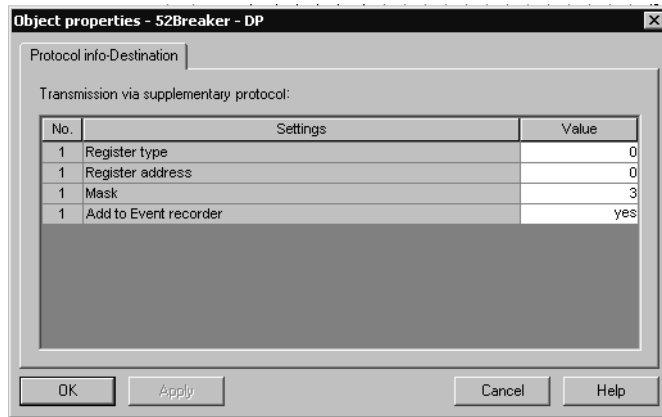 Object properties - 52Breaker - DP
Protocol info-Destination
Transmission via supplementary protocol:
No. Settings Value
1 Register type 0
1 Register address 0
1 Mask 3
1 Add to Event recorder yes
OK Apply Cancel Help